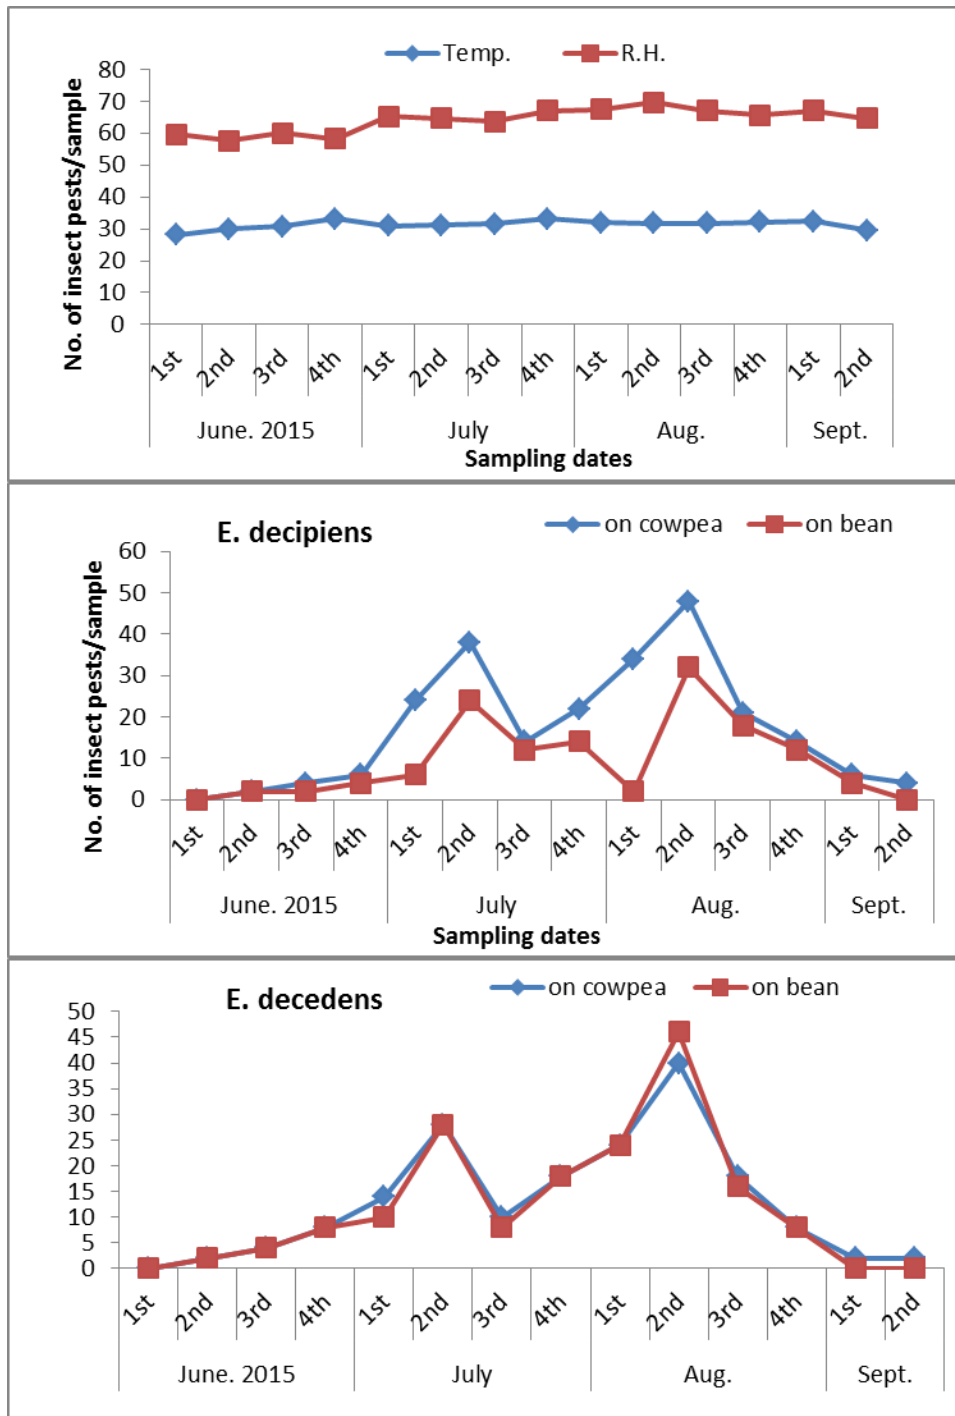 Temp. R.H.
No. of insect pests/sample
80
70
60
50
40
30
20
10
0
1st 2nd 3rd 4th 1st 2nd 3rd 4th 1st 2nd 3rd 4th 1st 2nd
June. 2015 July Aug. Sept.
Sampling dates
E. decipiens
on cowpea on bean
No. of insect pests/sample
60
50
40
30
20
10
0
1st 2nd 3rd 4th 1st 2nd 3rd 4th 1st 2nd 3rd 4th 1st 2nd
June. 2015 July Aug. Sept.
Sampling dates
E. decedens
on cowpea on bean
50
45
40
35
30
25
20
15
10
5
0
1st 2nd 3rd 4th 1st 2nd 3rd 4th 1st 2nd 3rd 4th 1st 2nd
June. 2015 July Aug. Sept.